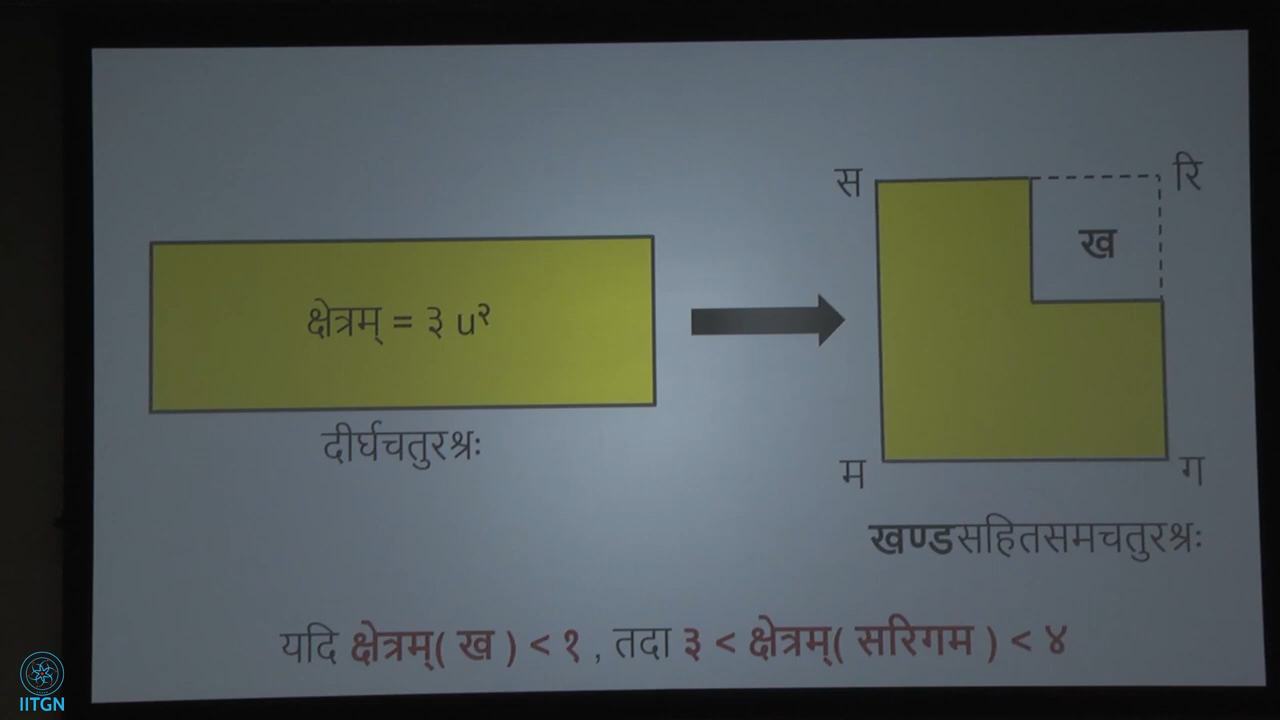 स
रि
ख
क्षेत्रम् = ३ u²
दीर्घचतुरश्रः
म
ग
खण्डसहितसमचतुरश्रः
यदि क्षेत्रम्( ख ) < १ , तदा ३ < क्षेत्रम्( सरिगम ) < ४
IITGN